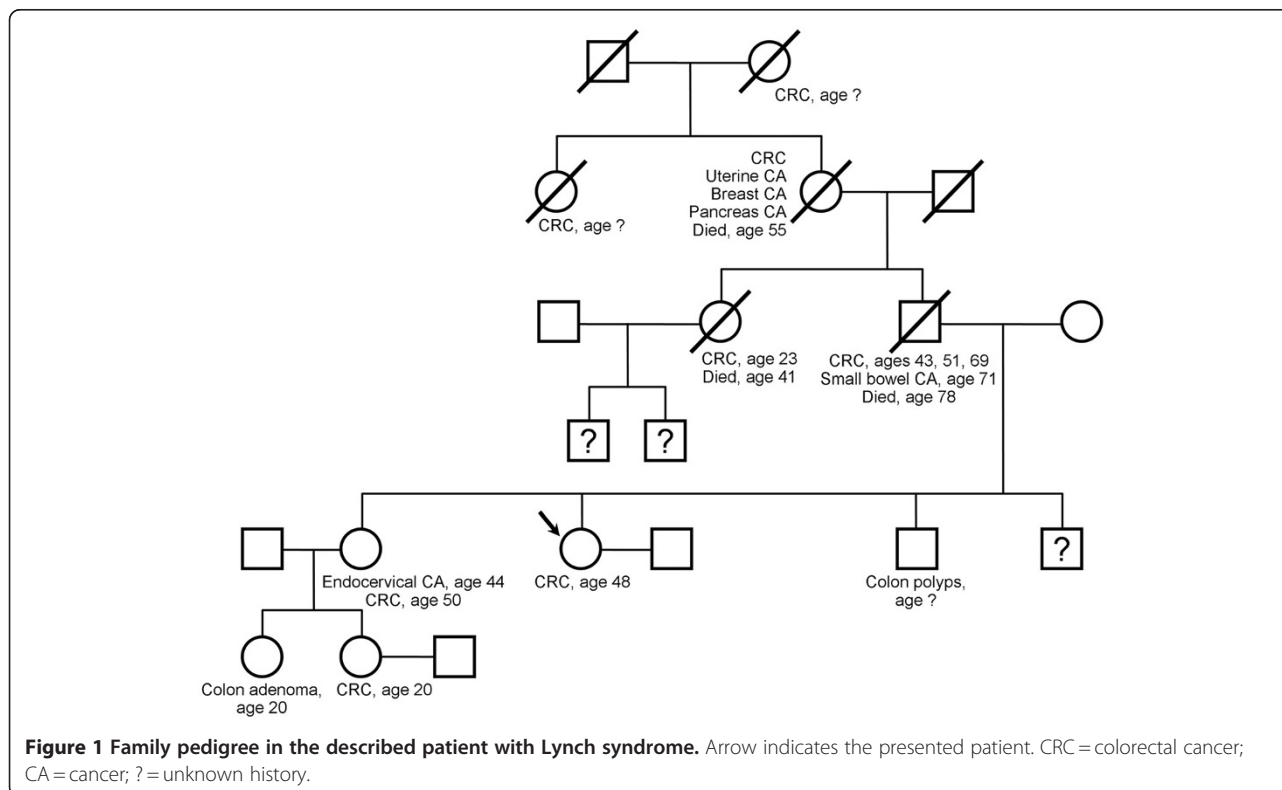 CRC, age ?
CRC, age ?
CRC
Uterine CA
Breast CA
Pancreas CA
Died, age 55
CRC, age 23
Died, age 41
CRC, ages 43, 51, 69
Small bowel CA, age 71
Died, age 78
?
?
Endocervical CA, age 44
CRC, age 50
CRC, age 48
Colon polyps,
age ?
?
Colon adenoma,
age 20
CRC, age 20
Figure 1 Family pedigree in the described patient with Lynch syndrome. Arrow indicates the presented patient. CRC = colorectal cancer;
CA = cancer; ? = unknown history.